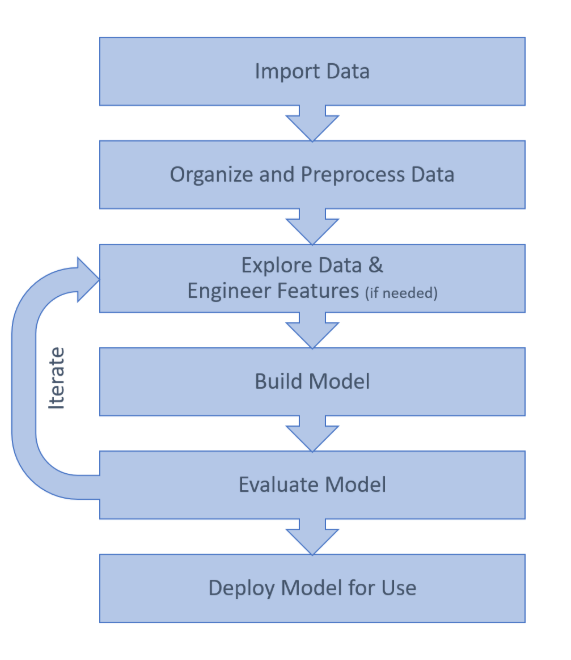 Import Data
Organize and Preprocess Data
Explore Data &
Engineer Features (if needed)
Iterate
Build Model
Evaluate Model
Deploy Model for Use